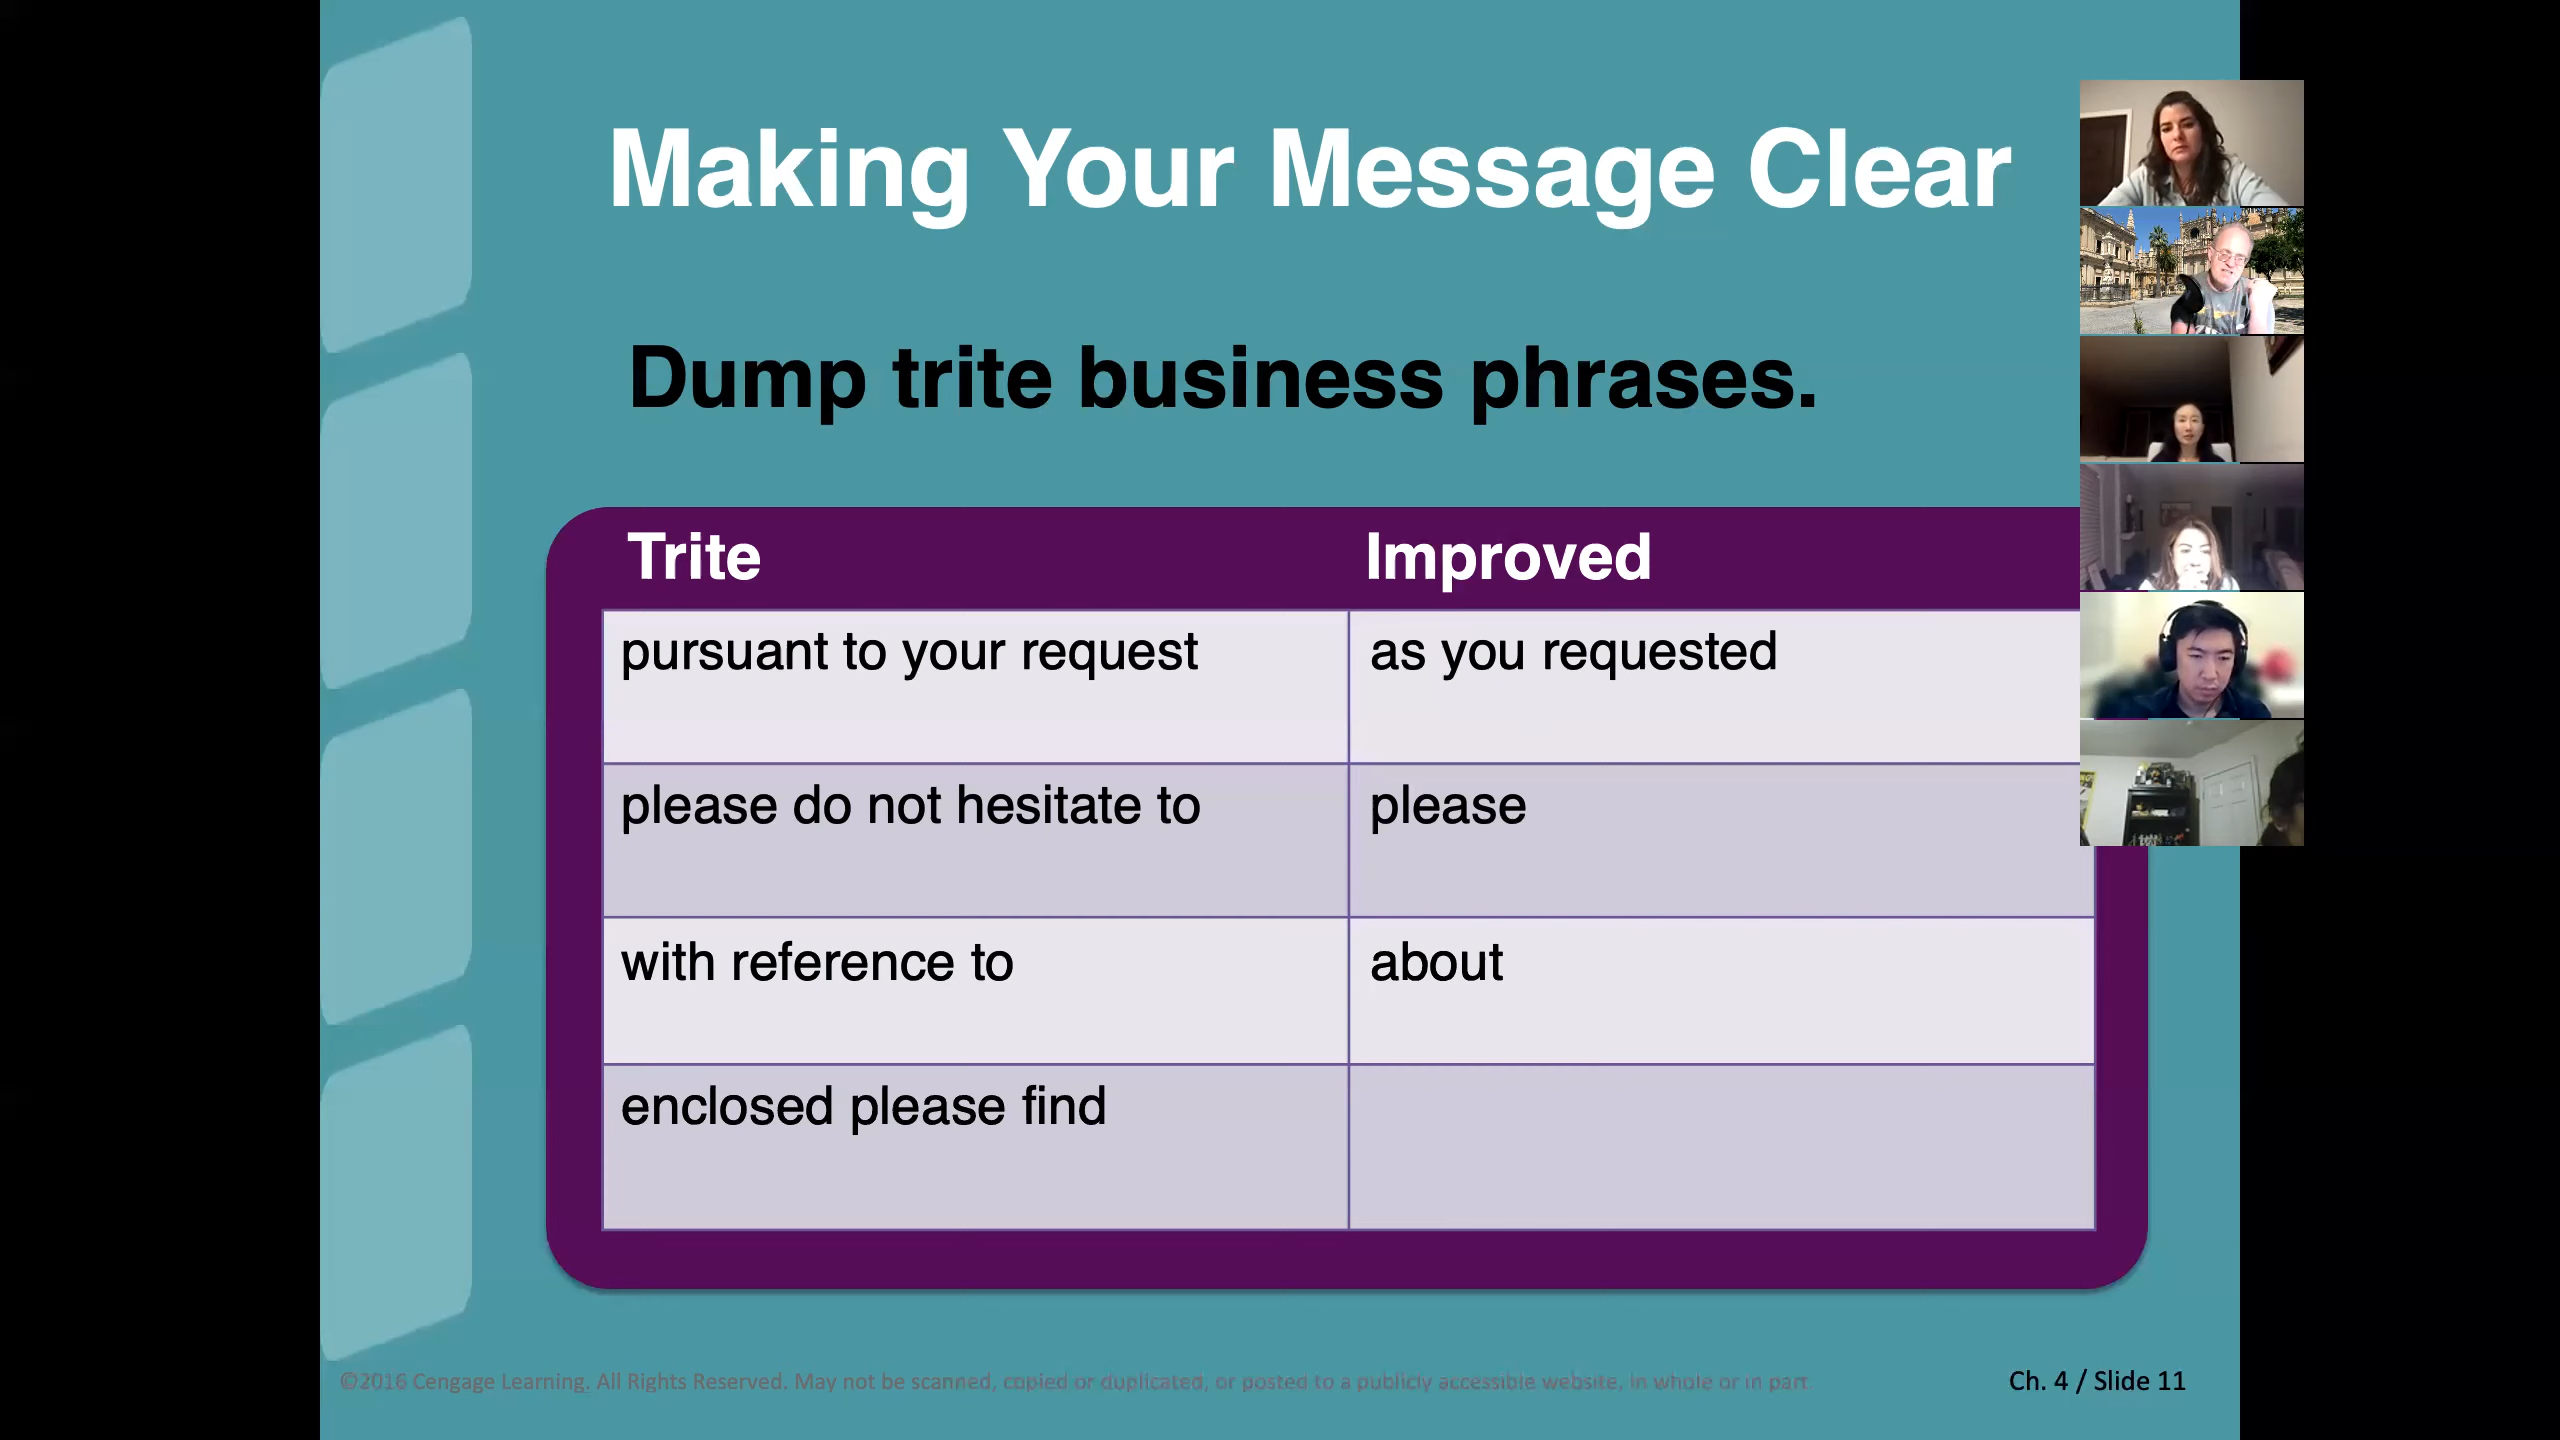 Making Your Message Clear
Dump trite business phrases.
Trite Improved
pursuant to your request as you requested
please do not hesitate to please
with reference to about
enclosed please find
©2016 Cengage Learning. All Rights Reserved. May not be scanned, copied or duplicated, or posted to a publicly accessible website, in whole or in part.
Ch. 4 / Slide 11